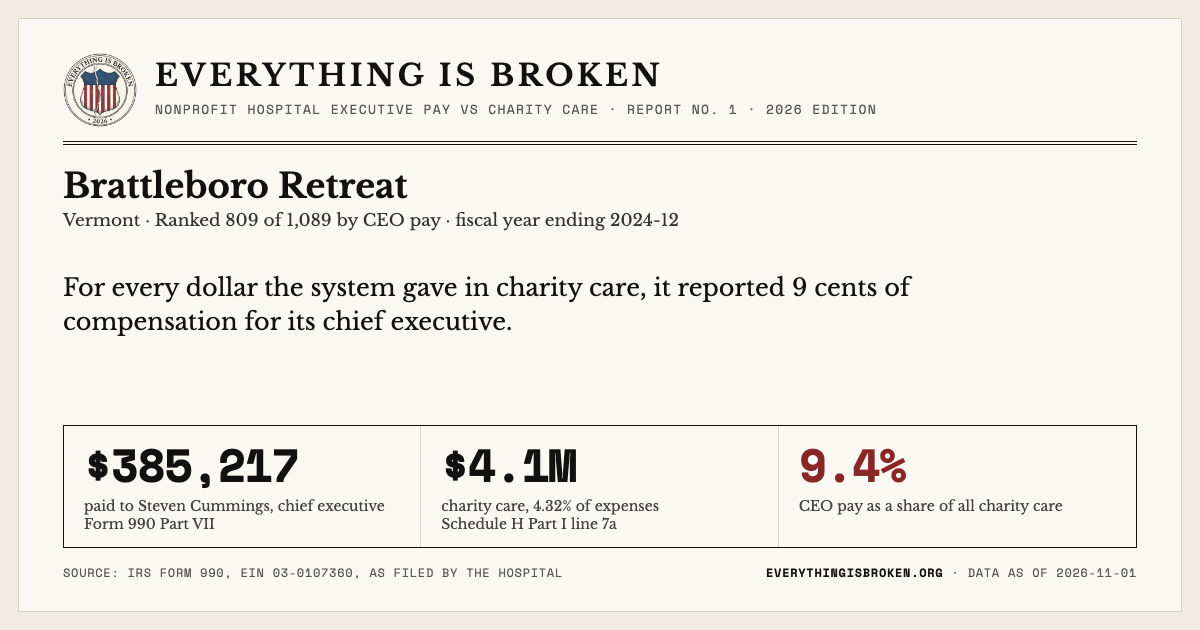 EVERYTHING IS BROKEN
· 2026 ·
EVERYTHING IS BROKEN
NONPROFIT HOSPITAL EXECUTIVE PAY VS CHARITY CARE · REPORT NO. 1 · 2026 EDITION
Brattleboro Retreat
Vermont · Ranked 809 of 1,089 by CEO pay · fiscal year ending 2024-12
For every dollar the system gave in charity care, it reported 9 cents of
compensation for its chief executive.
$385,217
paid to Steven Cummings, chief executive
Form 990 Part VII
$4.1M
charity care, 4.32% of expenses
Schedule H Part I line 7a
9.4%
CEO pay as a share of all charity care
SOURCE: IRS FORM 990, EIN 03-0107360, AS FILED BY THE HOSPITAL
EVERYTHINGISBROKEN.ORG · DATA AS OF 2026-11-01